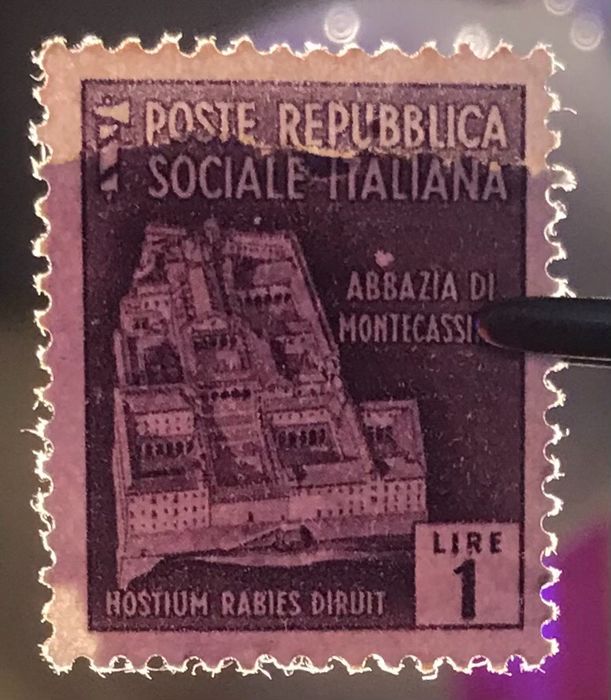 POSTE REPUBBLICA
SOCIALE ITALIANA
ABBAZIA DI
MONTECASSI
LIRE
1
HOSTIUM RABIES DIRUIT